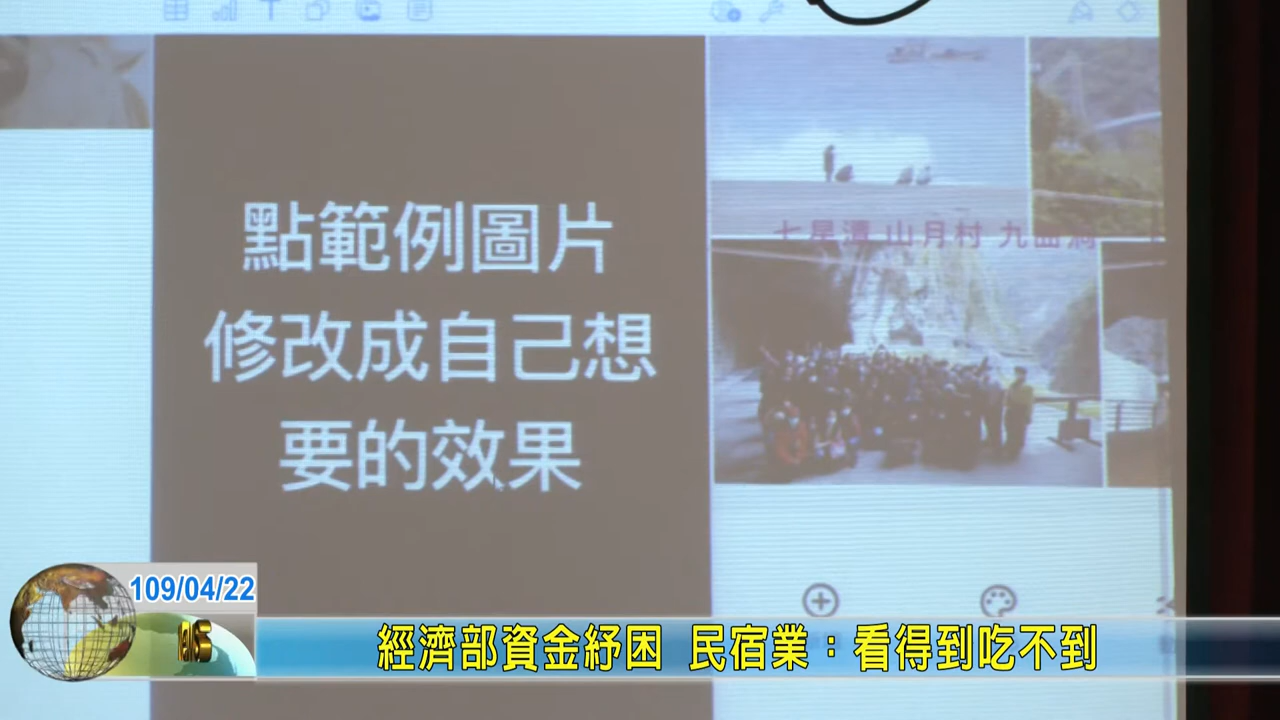 點範例圖片
修改成自己想
要的效果
七星潭 山月村 九曲洞
109/04/22
經濟部資金紓困 民宿業：看得到吃不到